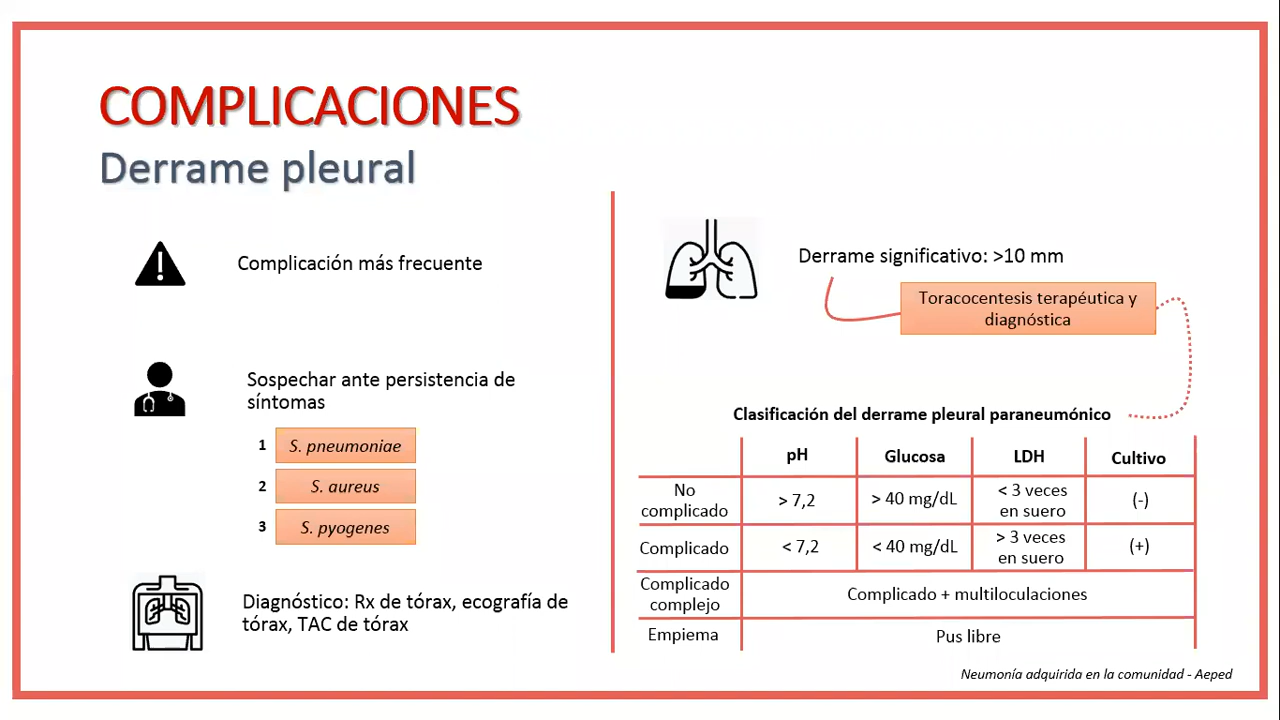 COMPLICACIONES
Derrame pleural
Complicación más frecuente
Sospechar ante persistencia de
síntomas
1 S. pneumoniae
2 S. aureus
3 S. pyogenes
Diagnóstico: Rx de tórax, ecografía de
tórax, TAC de tórax
Derrame significativo: >10 mm
Toracocentesis terapéutica y
diagnóstica
Clasificación del derrame pleural paraneumónico
pH Glucosa LDH Cultivo
No
complicado
> 7,2
> 40 mg/dL
< 3 veces
en suero
(-)
Complicado
< 7,2
< 40 mg/dL
> 3 veces
en suero
(+)
Complicado
complejo
Complicado + multiloculaciones
Empiema
Pus libre
Neumonía adquirida en la comunidad - Aeped